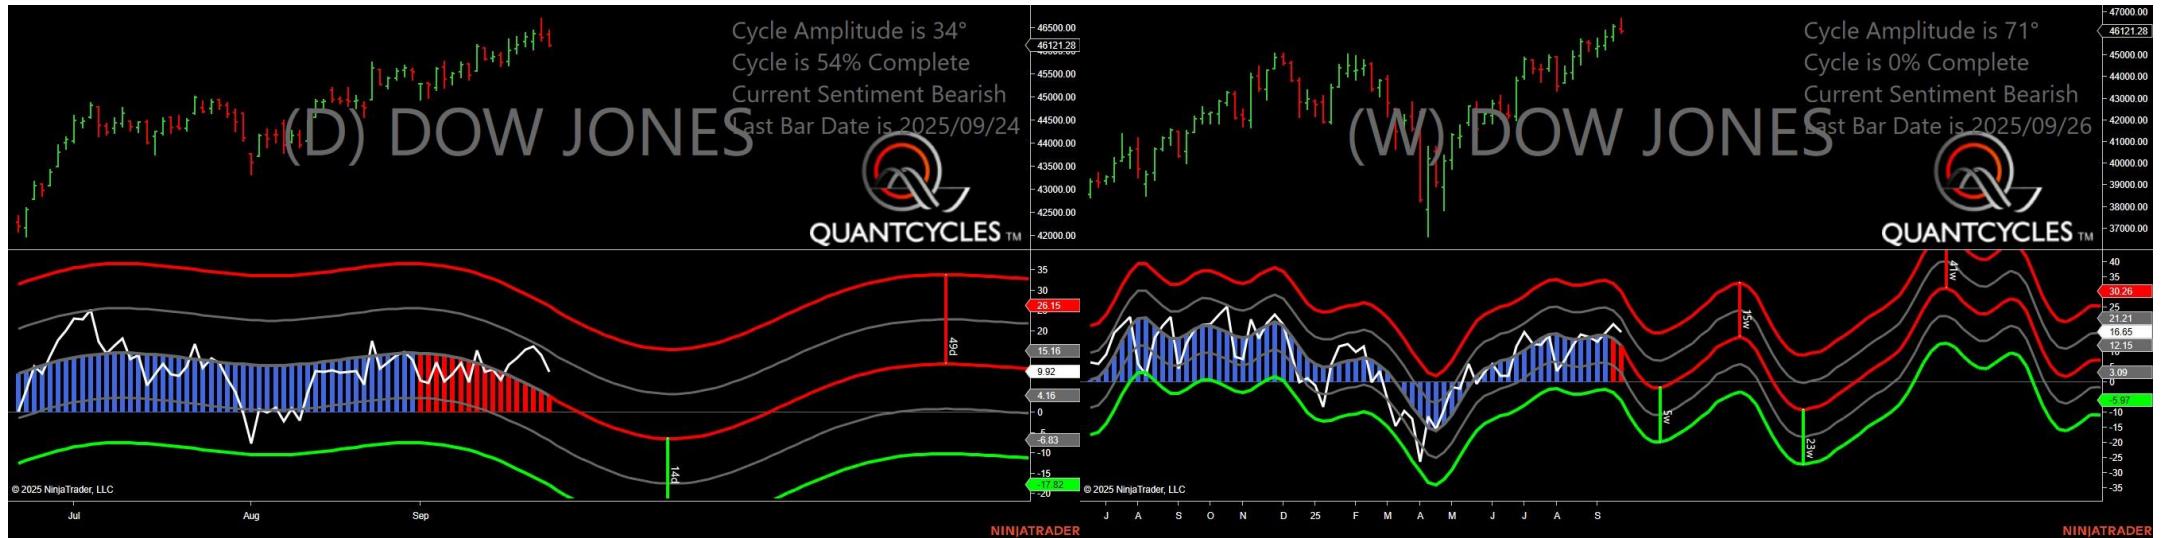 Cycle Amplitude is 34°
Cycle is 54% Complete
Current Sentiment Bearish
Last Bar Date is 2025/09/24
(D) DOW JONES
QUANTCYCLES TM
46500.00
46121.28
45500.00
45000.00
44500.00
44000.00
43500.00
43000.00
42500.00
42000.00
35
30
26.15
20
15.16
9.92
4.16
0
-6.83
-10
-15
-17.82
-20
49d
14d
© 2025 NinjaTrader, LLC
Jul Aug Sep
NINJATRADER
Cycle Amplitude is 71°
Cycle is 0% Complete
Current Sentiment Bearish
Last Bar Date is 2025/09/26
(W) DOW JONES
QUANTCYCLES TM
47000.00
46121.28
45000.00
44000.00
43000.00
42000.00
41000.00
40000.00
39000.00
38000.00
37000.00
40
35
30.26
25
21.21
16.65
12.15
3.09
0
-5.97
-10
-15
-20
-25
-30
-35
41w
15w
5w
23w
© 2025 NinjaTrader, LLC
J A S O N D 25 F M A M J J A S
NINJATRADER